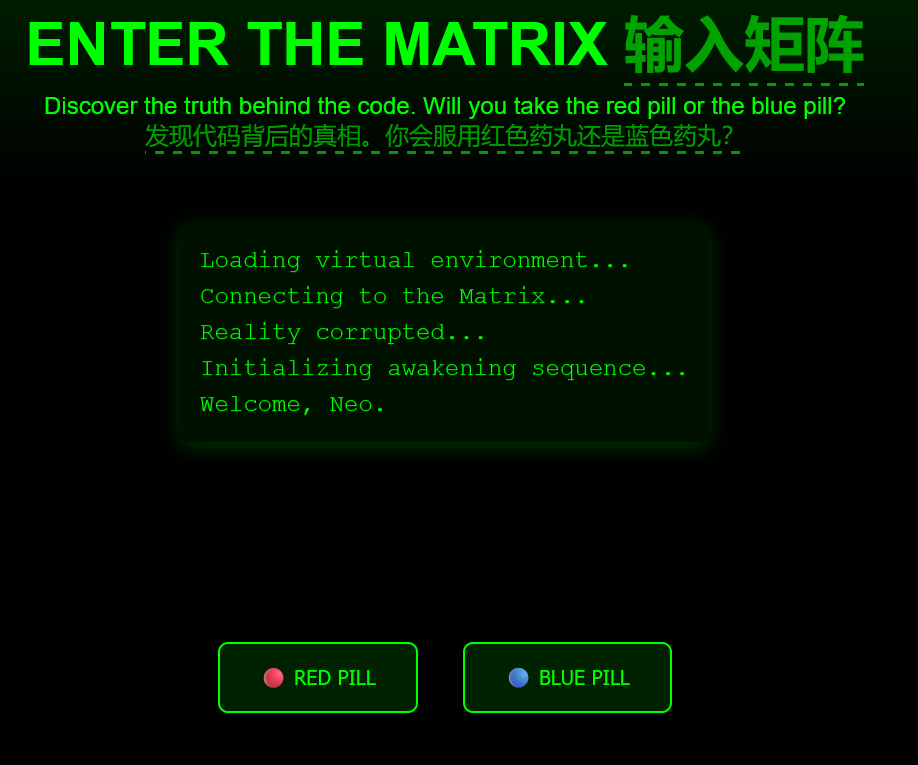 ENTER THE MATRIX 输入矩阵
Discover the truth behind the code. Will you take the red pill or the blue pill?
发现代码背后的真相。你会服用红色药丸还是蓝色药丸?
Loading virtual environment...
Connecting to the Matrix...
Reality corrupted...
Initializing awakening sequence...
Welcome, Neo.
RED PILL
BLUE PILL